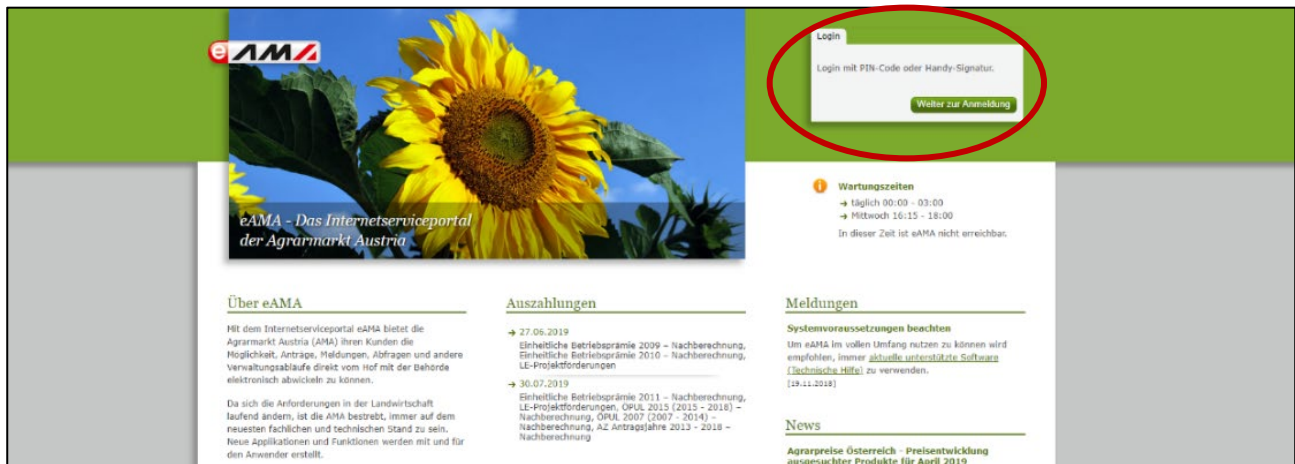 eAMA
Login
Login mit PIN-Code oder Handy-Signatur.
Weiter zur Anmeldung
eAMA - Das Internetserviceportal
der Agrarmarkt Austria
Wartungszeiten
→ täglich 00:00 - 03:00
→ Mittwoch 16:15 - 18:00
In dieser Zeit ist eAMA nicht erreichbar.
Über eAMA
Mit dem Internetserviceportal eAMA bietet die
Agrarmarkt Austria (AMA) ihren Kunden die
Möglichkeit, Anträge, Meldungen, Abfragen und andere
Verwaltungsabläufe direkt vom Hof mit der Behörde
elektronisch abwickeln zu können.
Da sich die Anforderungen in der Landwirtschaft
laufend ändern, ist die AMA bestrebt, immer auf dem
neuesten fachlichen und technischen Stand zu sein.
Neue Applikationen und Funktionen werden mit und für
den Anwender erstellt.
Auszahlungen
→ 27.06.2019
Einheitliche Betriebsprämie 2009 – Nachberechnung,
Einheitliche Betriebsprämie 2010 – Nachberechnung,
LE-Projektförderungen
→ 30.07.2019
Einheitliche Betriebsprämie 2011 – Nachberechnung,
LE-Projektförderungen, ÖPUL 2015 (2015 - 2018) –
Nachberechnung, ÖPUL 2007 (2007 - 2014) –
Nachberechnung, AZ Antragsjahre 2013 - 2018 –
Nachberechnung
Meldungen
Systemvoraussetzungen beachten
Um eAMA im vollen Umfang nutzen zu können wird
empfohlen, immer aktuelle unterstützte Software
(Technische Hilfe) zu verwenden.
[19.11.2018]
News
Agrarpreise Österreich - Preisentwicklung
ausgesuchter Produkte für April 2019